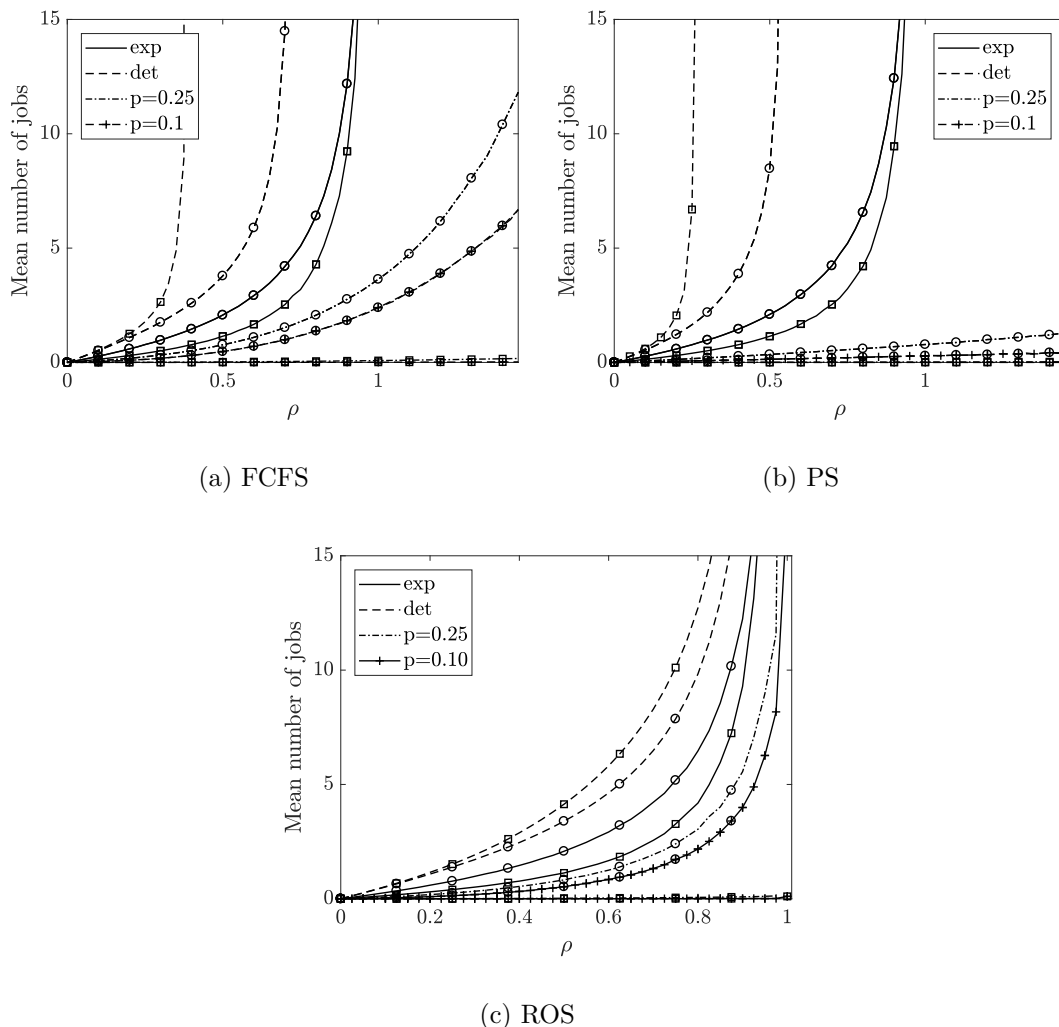 15
10
5
0
Mean number of jobs
exp
det
p=0.25
p=0.1
0 0.5 1
ρ
(a) FCFS
15
10
5
0
Mean number of jobs
exp
det
p=0.25
p=0.1
0 0.5 1
ρ
(b) PS
15
10
5
0
Mean number of jobs
exp
det
p=0.25
p=0.10
0 0.2 0.4 0.6 0.8 1
ρ
(c) ROS